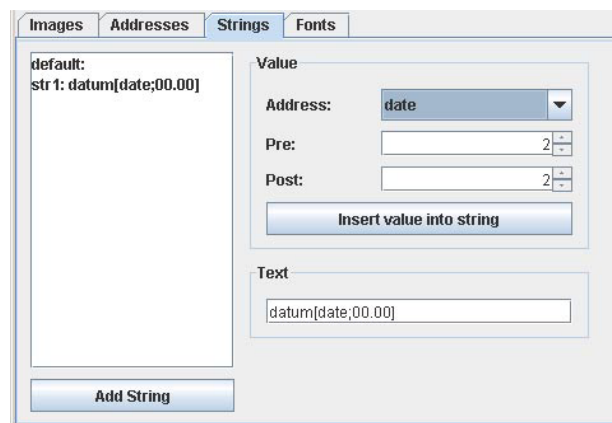 Images Addresses Strings Fonts
default:
str1: datum[date;00.00]
Value
Address: date
Pre: 2
Post: 2
Insert value into string
Text
datum[date;00.00]
Add String